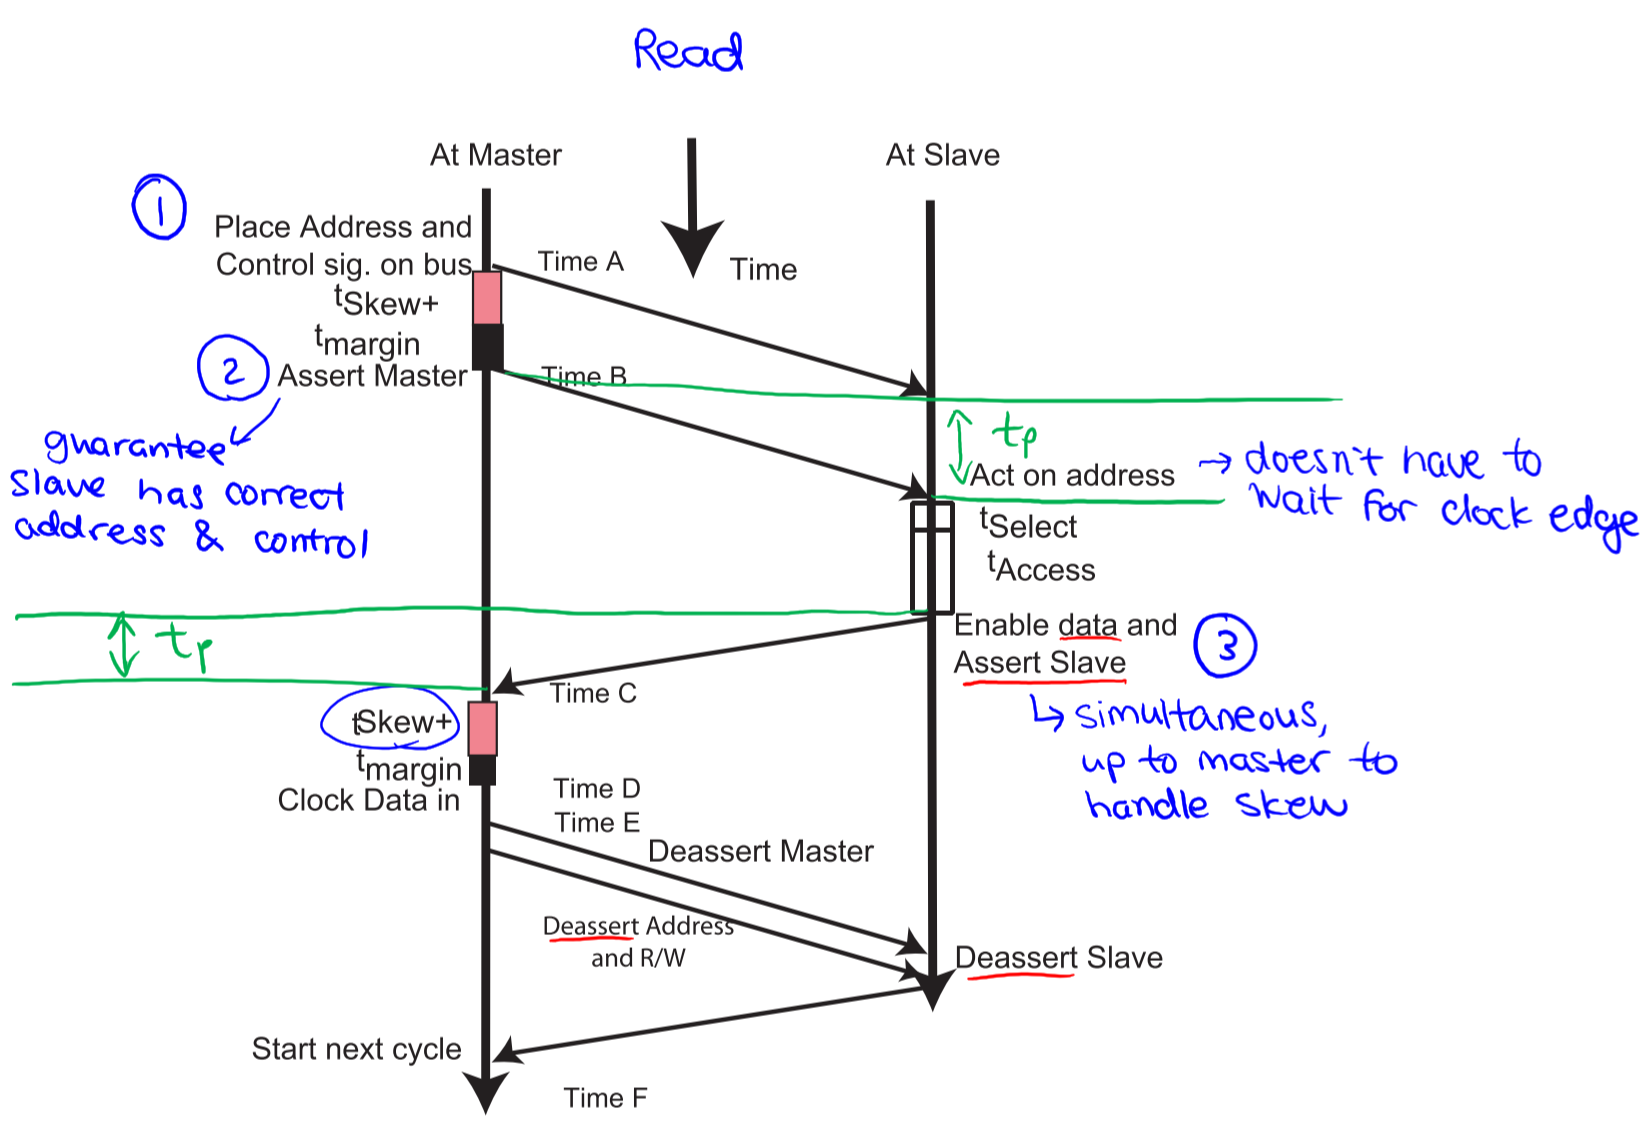 Read
At Master
At Slave
1
Place Address and
Control sig. on bus
Time A
Time
tSkew+
tmargin
2
Assert Master
Time B
guarantee
slave has correct
address & control
tp
Act on address
→ doesn't have to
wait for clock edge
tSelect
tAccess
tp
Enable data and
Assert Slave
3
Time C
↳ simultaneous,
up to master to
handle skew
tSkew+
tmargin
Clock Data in
Time D
Time E
Deassert Master
Deassert Address
and R/W
Deassert Slave
Start next cycle
Time F